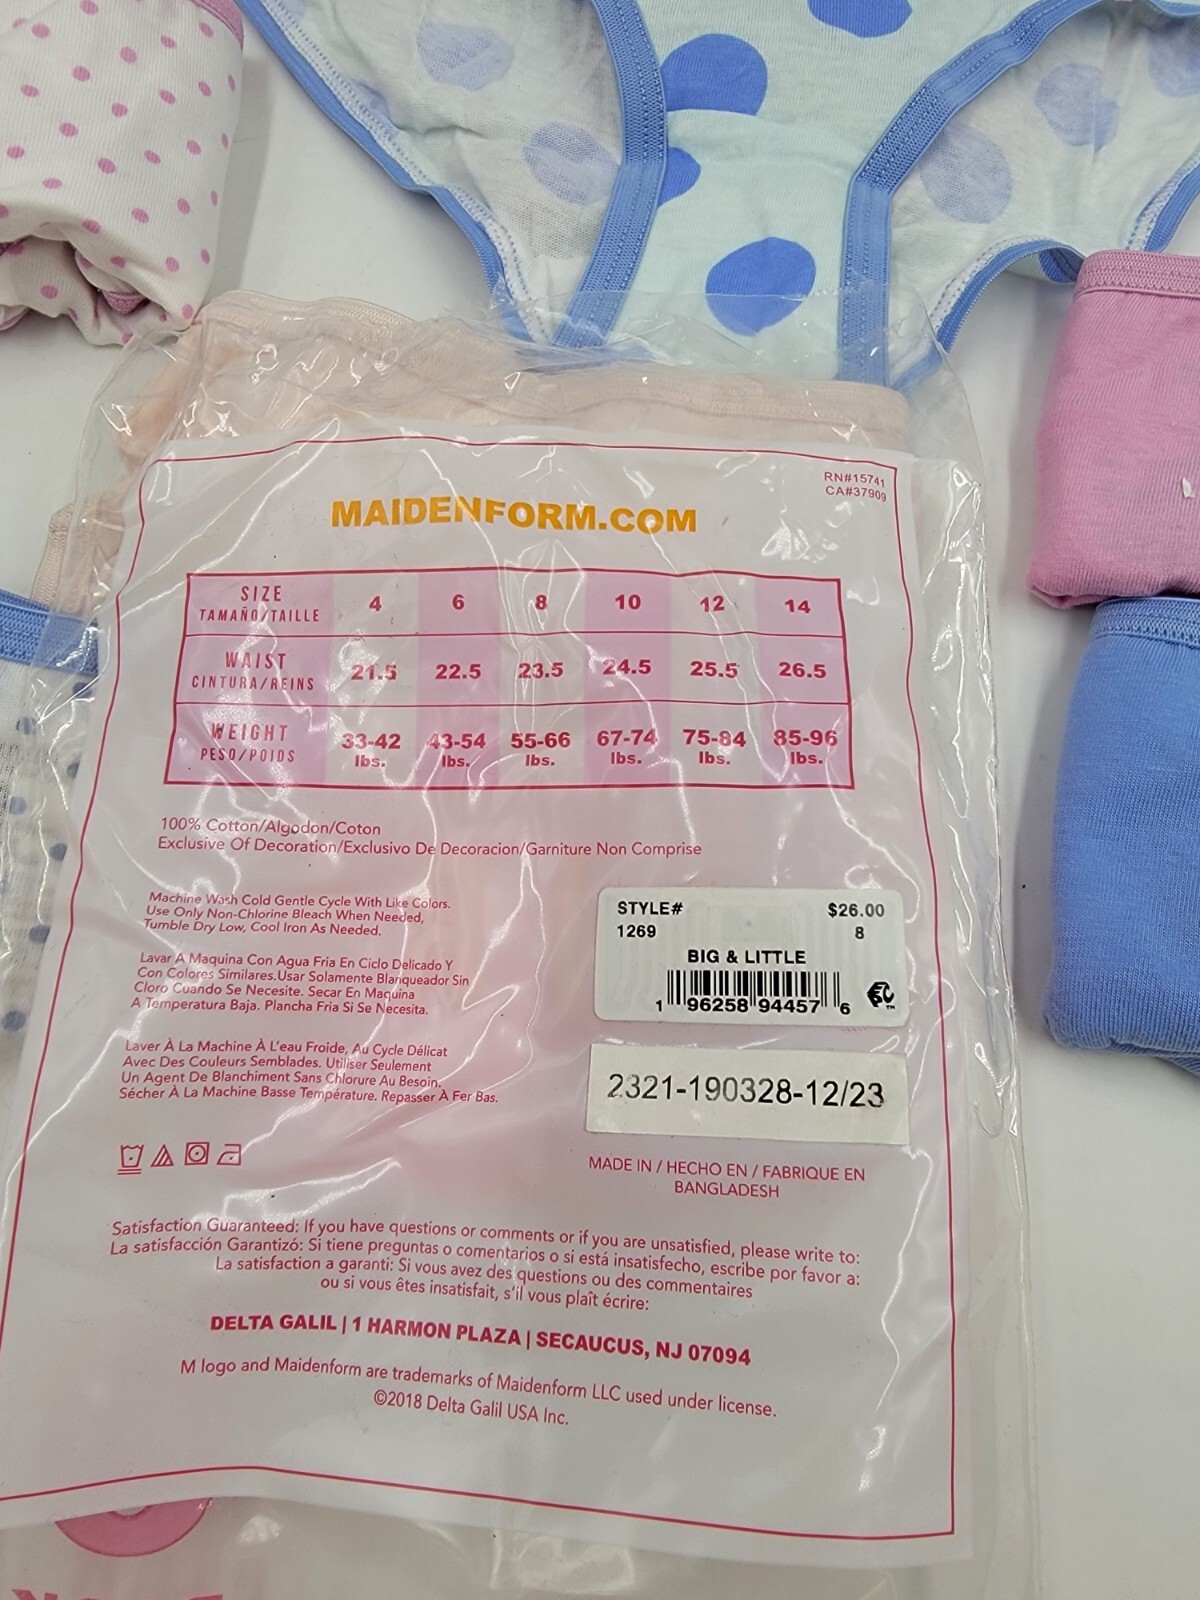 RN#15741
CA#37909
MAIDENFORM.COM
SIZE 4 6 8 10 12 14
TAMAÑO/TAILLE
WAIST 21.5 22.5 23.5 24.5 25.5 26.5
CINTURA/REINS
WEIGHT 33-42 43-54 55-66 67-74 75-84 85-96
PESO/POIDS lbs. lbs. lbs. lbs. lbs. lbs.
100% Cotton/Algodon/Coton
Exclusive Of Decoration/Exclusivo De Decoracion/Garniture Non Comprise
Machine Wash Cold Gentle Cycle With Like Colors.
Use Only Non-Chlorine Bleach When Needed,
Tumble Dry Low, Cool Iron As Needed.
Lavar A Maquina Con Agua Fria En Ciclo Delicado Y
Con Colores Similares.Usar Solamente Blanqueador Sin
Cloro Cuando Se Necesite. Secar En Maquina
A Temperatura Baja. Plancha Fria Si Se Necesita.
Laver À La Machine À L'eau Froide, Au Cycle Délicat
Avec Des Couleurs Semblades. Utiliser Seulement
Un Agent De Blanchiment Sans Chlorure Au Besoin.
Sécher À La Machine Basse Température. Repasser À Fer Bas.
STYLE# $26.00
1269 8
BIG & LITTLE
1 96258 94457 6
2321-190328-12/23
MADE IN / HECHO EN / FABRIQUE EN
BANGLADESH
Satisfaction Guaranteed: If you have questions or comments or if you are unsatisfied, please write to:
La satisfacción Garantizó: Si tiene preguntas o comentarios o si está insatisfecho, escribe por favor a:
La satisfaction a garanti: Si vous avez des questions ou des commentaires
ou si vous êtes insatisfait, s'il vous plaît écrire:
DELTA GALIL | 1 HARMON PLAZA | SECAUCUS, NJ 07094
M logo and Maidenform are trademarks of Maidenform LLC used under license.
©2018 Delta Galil USA Inc.